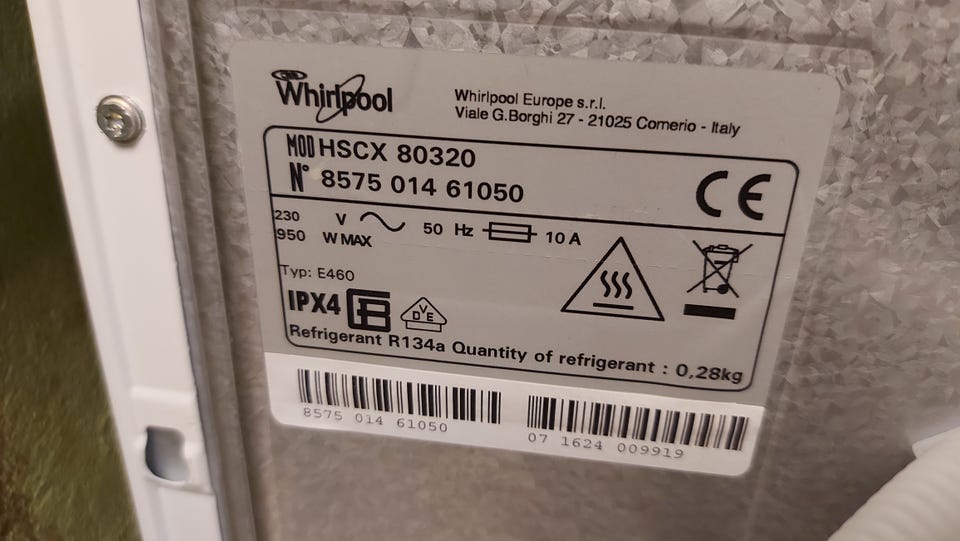 Whirlpool
Whirlpool Europe s.r.l.
Viale G.Borghi 27 - 21025 Comerio - Italy
MOD HSCX 80320
N° 8575 014 61050
CE
230 V 50 Hz 10 A
950 W MAX
Typ: E460
IPX4
VDE
Refrigerant R134a Quantity of refrigerant : 0,28kg
8575 014 61050
07 1624 009919